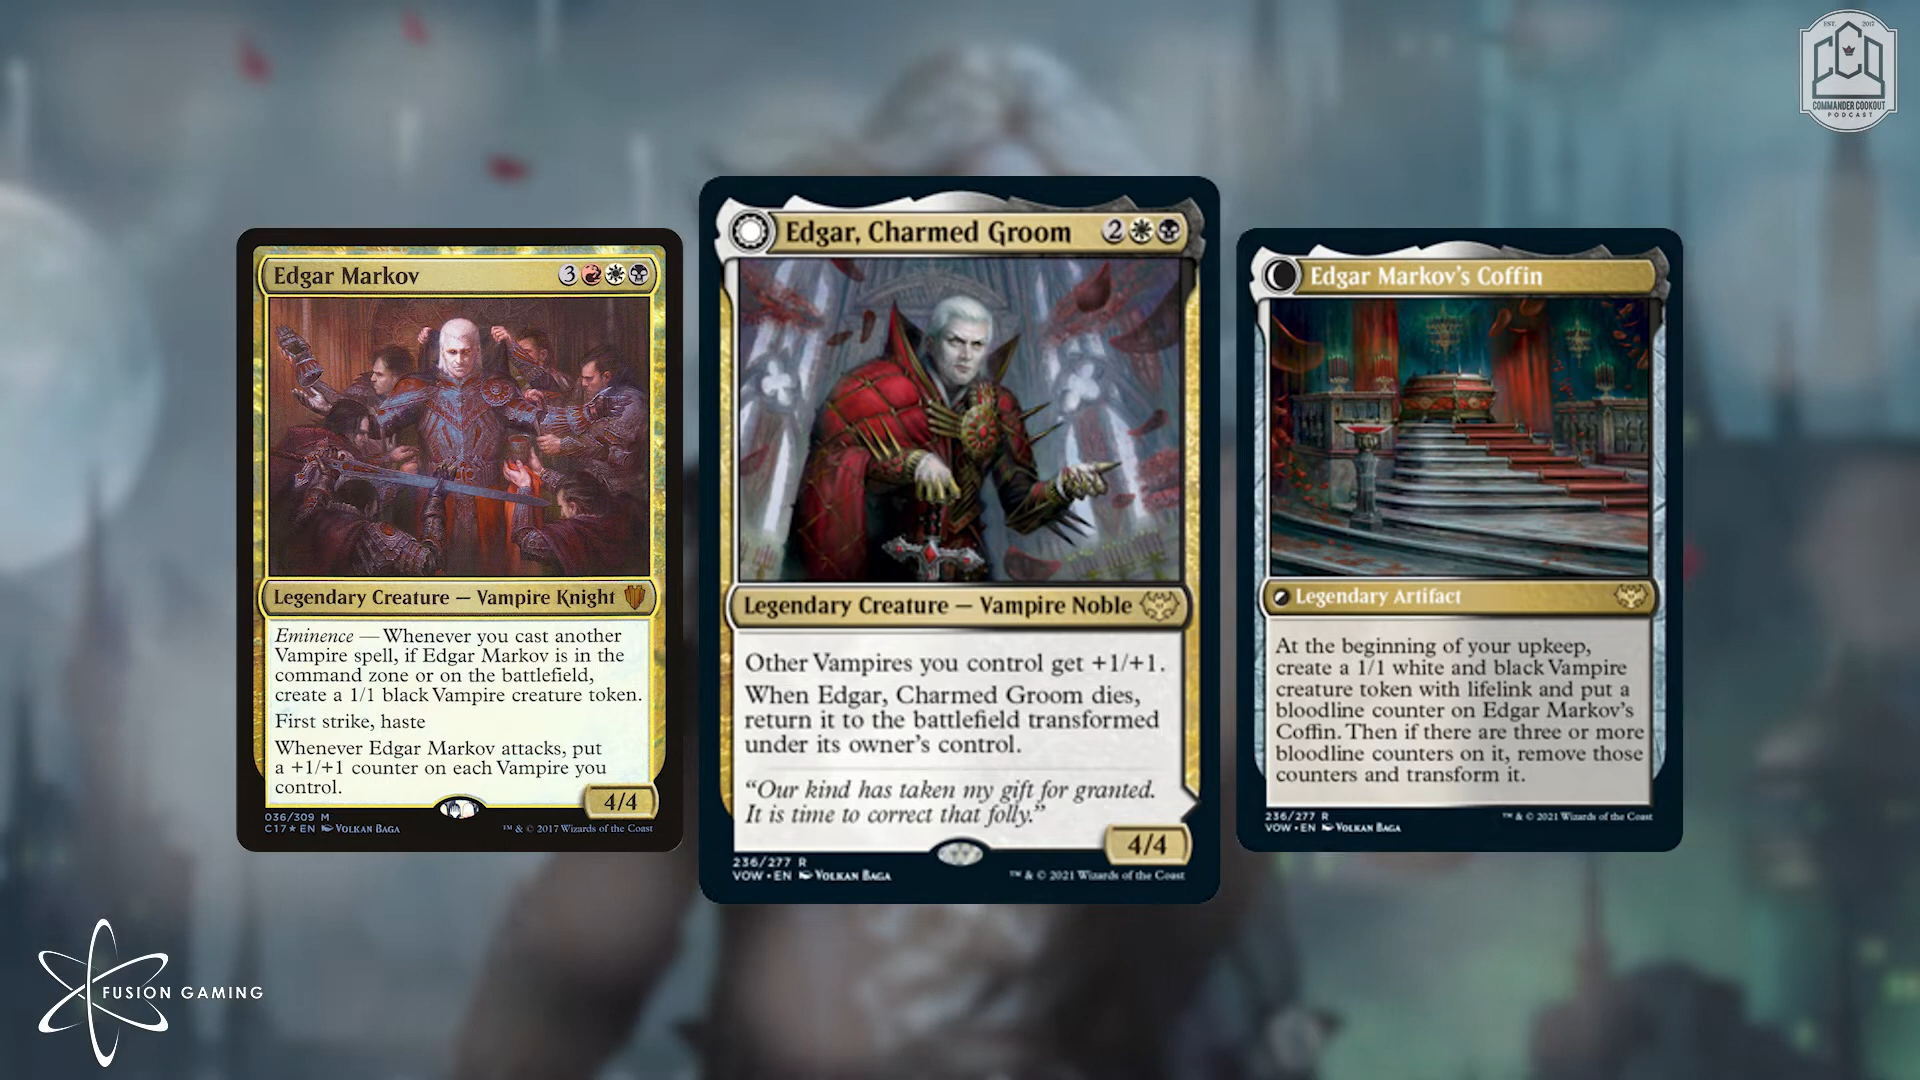 EST. 2017
CCO
COMMANDER COOKOUT
PODCAST
Edgar Markov 3
Legendary Creature — Vampire Knight
Eminence — Whenever you cast another
Vampire spell, if Edgar Markov is in the
command zone or on the battlefield,
create a 1/1 black Vampire creature token.
First strike, haste
Whenever Edgar Markov attacks, put
a +1/+1 counter on each Vampire you
control.
4/4
036/309 M
C17★EN VOLKAN BAGA ™ & © 2017 Wizards of the Coast
Edgar, Charmed Groom 2
Legendary Creature — Vampire Noble
Other Vampires you control get +1/+1.
When Edgar, Charmed Groom dies,
return it to the battlefield transformed
under its owner's control.
“Our kind has taken my gift for granted.
It is time to correct that folly.”
4/4
236/277 R
VOW • EN VOLKAN BAGA ™ & © 2021 Wizards of the Coast
Edgar Markov's Coffin
Legendary Artifact
At the beginning of your upkeep,
create a 1/1 white and black Vampire
creature token with lifelink and put a
bloodline counter on Edgar Markov's
Coffin. Then if there are three or more
bloodline counters on it, remove those
counters and transform it.
236/277 R
VOW • EN VOLKAN BAGA ™ & © 2021 Wizards of the Coast
FUSION GAMING